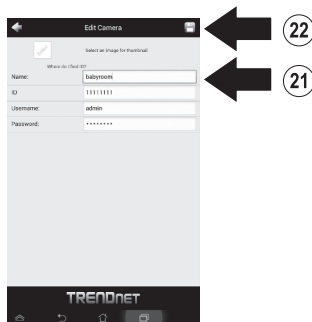 Edit Camera
22
Select an image for thumbnail
Where do I find ID?
Name: babyroom
21
ID 11111111
Username: admin
Password: ••••••••
TRENDNET